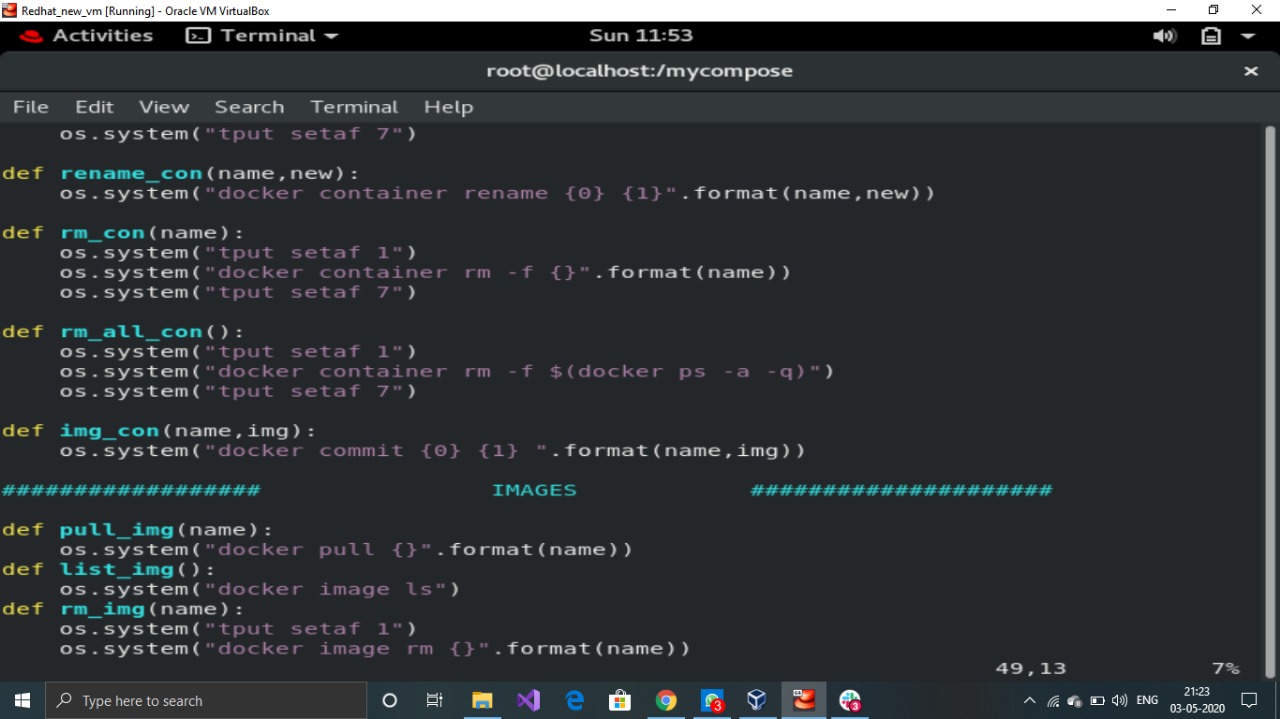 Redhat_new_vm [Running] - Oracle VM VirtualBox
Activities Terminal Sun 11:53
root@localhost:/mycompose
File Edit View Search Terminal Help
    os.system("tput setaf 7")
def rename_con(name,new):
    os.system("docker container rename {0} {1}".format(name,new))
def rm_con(name):
    os.system("tput setaf 1")
    os.system("docker container rm -f {}".format(name))
    os.system("tput setaf 7")
def rm_all_con():
    os.system("tput setaf 1")
    os.system("docker container rm -f $(docker ps -a -q)")
    os.system("tput setaf 7")
def img_con(name,img):
    os.system("docker commit {0} {1} ".format(name,img))
################## IMAGES #####################
def pull_img(name):
    os.system("docker pull {}".format(name))
def list_img():
    os.system("docker image ls")
def rm_img(name):
    os.system("tput setaf 1")
    os.system("docker image rm {}".format(name))
49,13 7%
Type here to search 3 3 ENG 21:23
03-05-2020